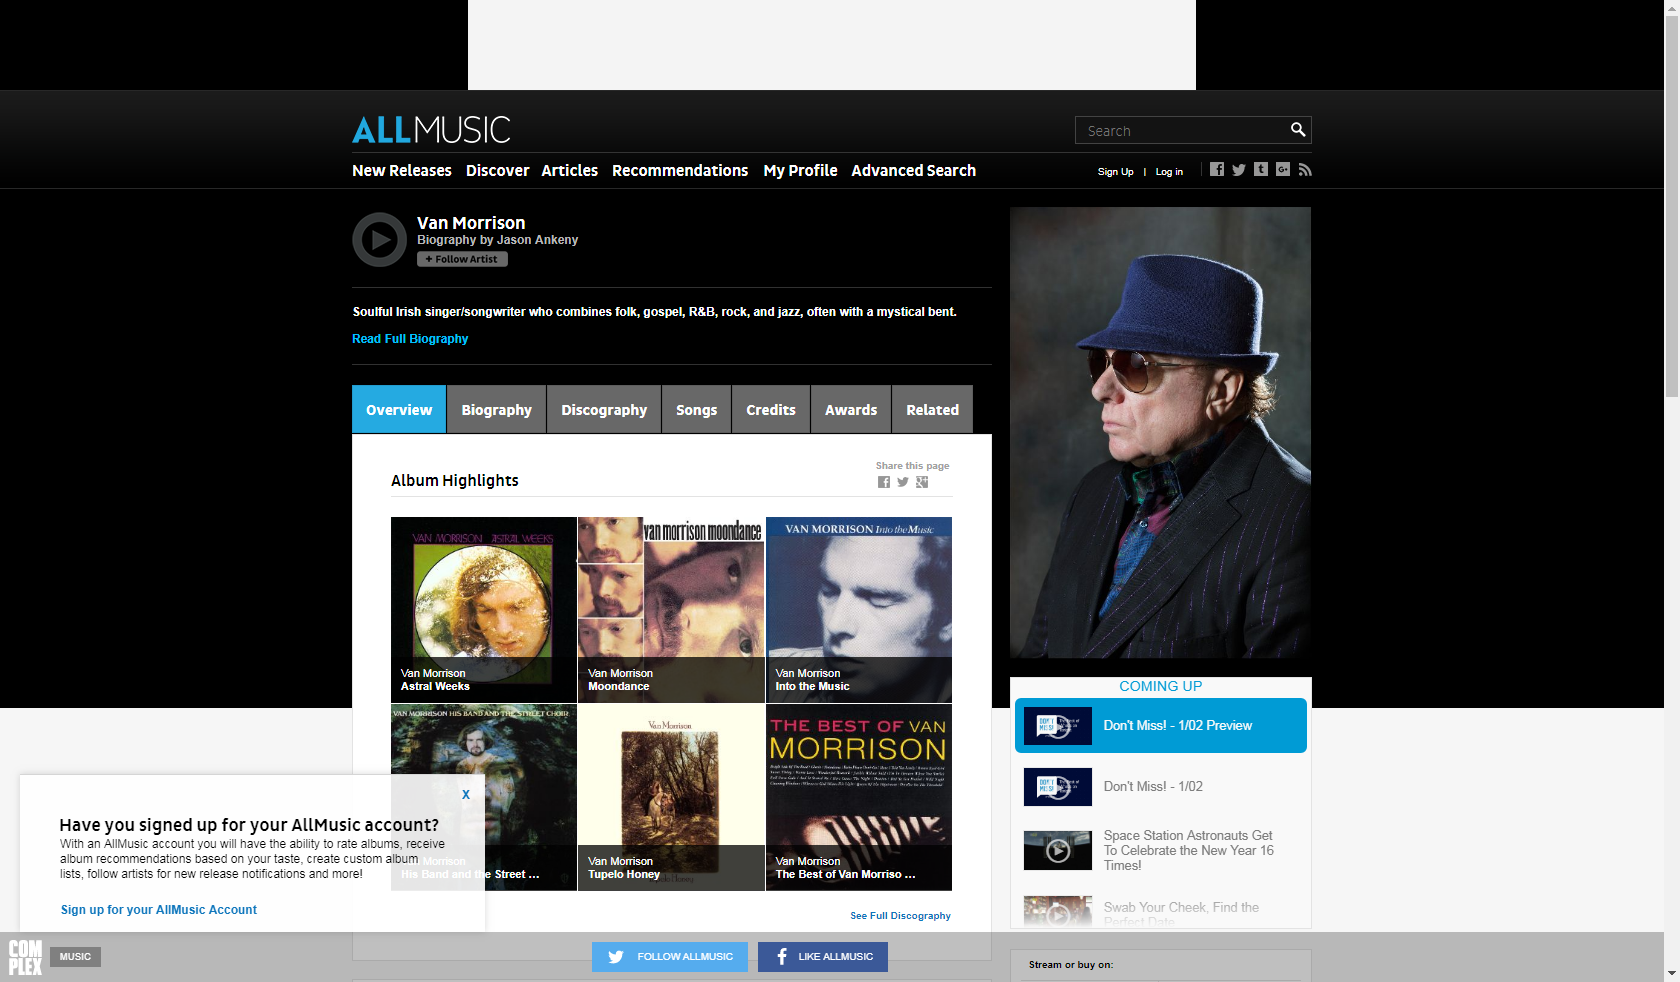 ALLMUSIC
Search
New Releases Discover Articles Recommendations My Profile Advanced Search
Sign Up | Log in
Van Morrison
Biography by Jason Ankeny
+ Follow Artist
Soulful Irish singer/songwriter who combines folk, gospel, R&B, rock, and jazz, often with a mystical bent.
Read Full Biography
Overview Biography Discography Songs Credits Awards Related
Share this page
Album Highlights
VAN MORRISON ASTRAL WEEKS
van morrison moondance
VAN MORRISON Into the Music
Van Morrison
Astral Weeks
Van Morrison
Moondance
Van Morrison
Into the Music
VAN MORRISON HIS BAND AND THE STREET CHOIR
Van Morrison
THE BEST OF VAN
MORRISON
Morrison
His Band and the Street ...
Van Morrison
Tupelo Honey
Van Morrison
The Best of Van Morriso ...
See Full Discography
COMING UP
DON'T
MISS!
Don't Miss! - 1/02 Preview
DON'T
MISS!
Don't Miss! - 1/02
Space Station Astronauts Get
To Celebrate the New Year 16
Times!
Swab Your Cheek, Find the
Perfect Date
Stream or buy on:
X
Have you signed up for your AllMusic account?
With an AllMusic account you will have the ability to rate albums, receive
album recommendations based on your taste, create custom album
lists, follow artists for new release notifications and more!
Sign up for your AllMusic Account
COM
PLEX
MUSIC
FOLLOW ALLMUSIC
LIKE ALLMUSIC